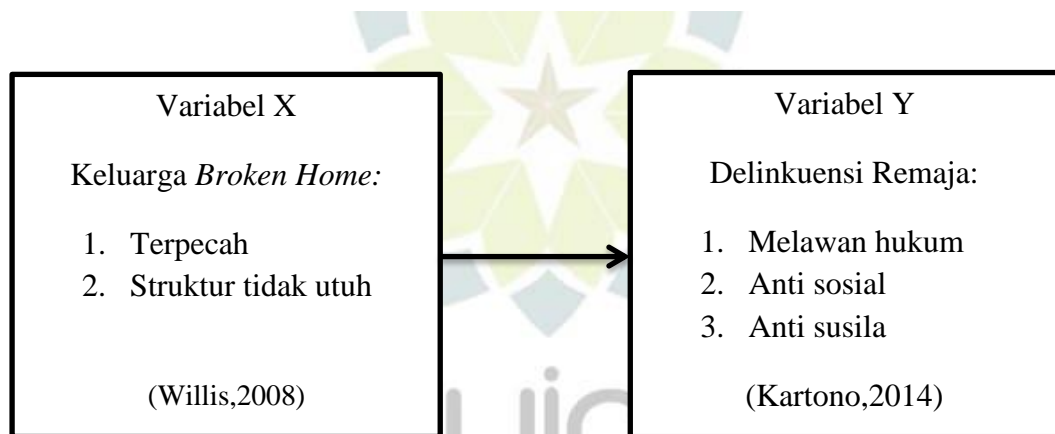 Variabel X
Keluarga Broken Home:
1. Terpecah
2. Struktur tidak utuh
(Willis,2008)
Variabel Y
Delinkuensi Remaja:
1. Melawan hukum
2. Anti sosial
3. Anti susila
(Kartono,2014)